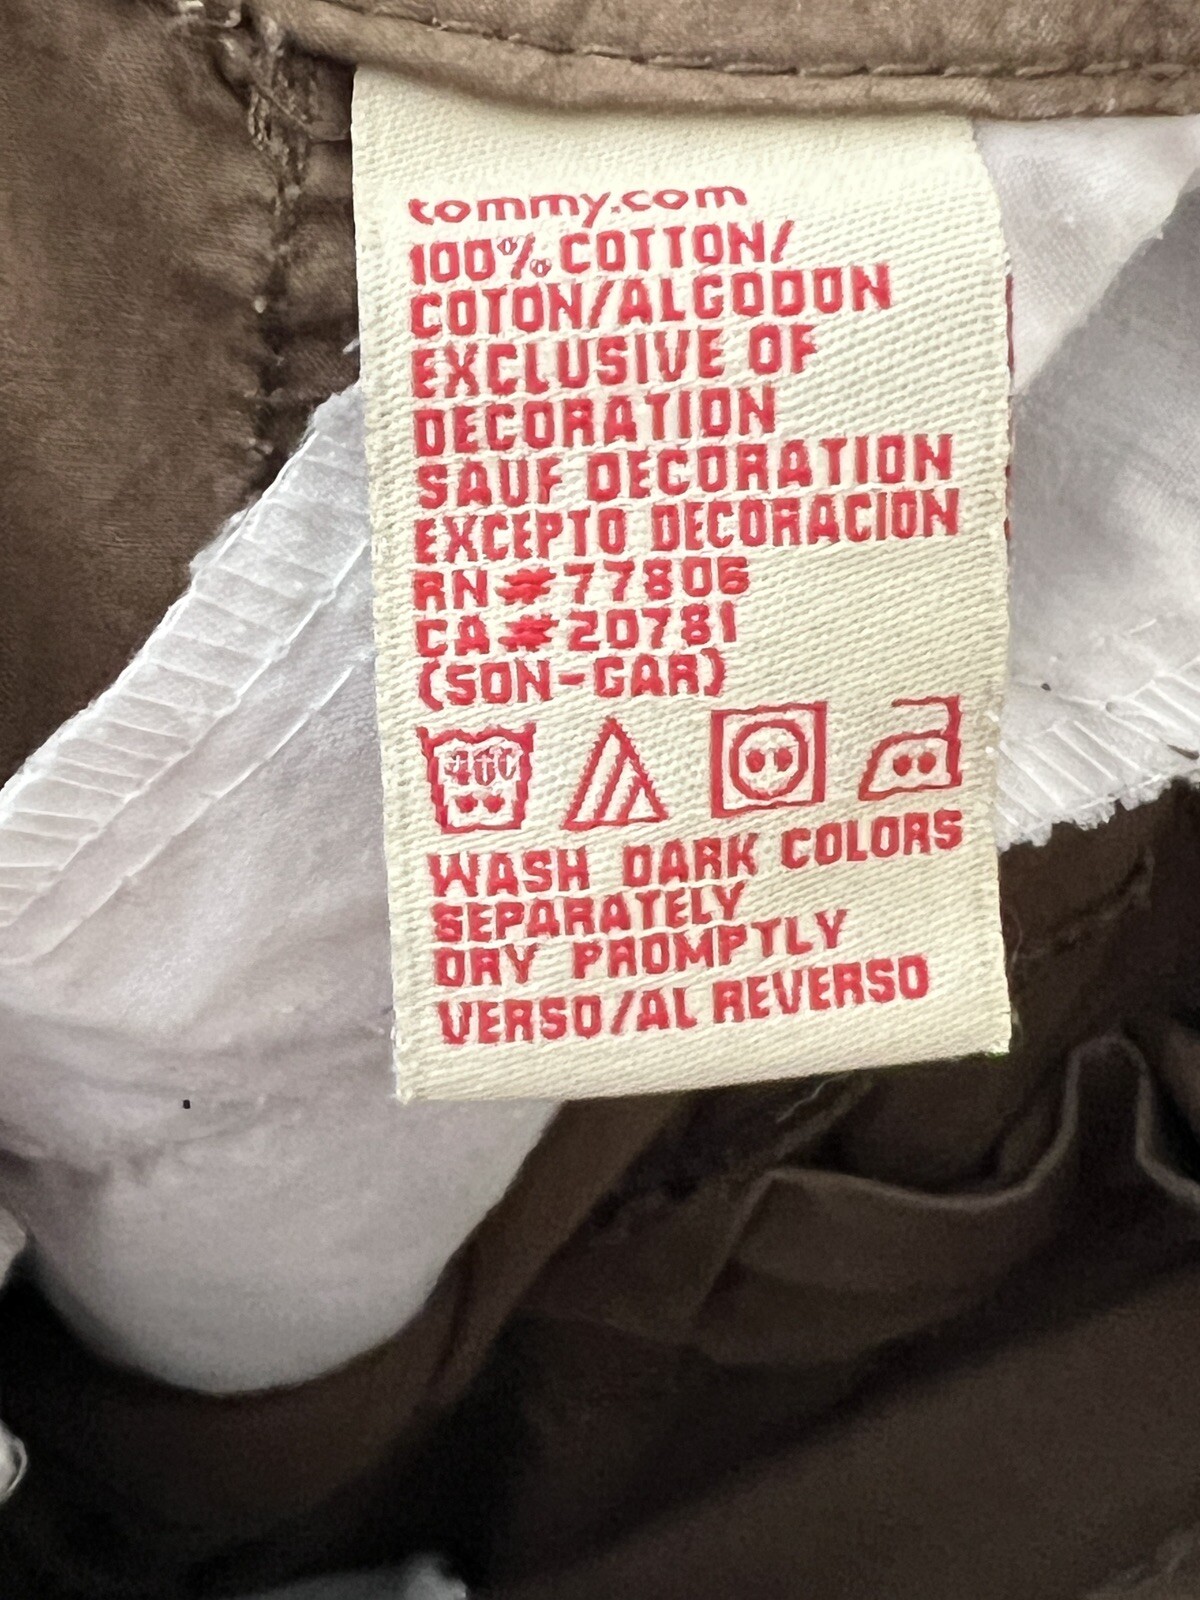 tommy.com
100% COTTON/
COTON/ALGODON
EXCLUSIVE OF
DECORATION
SAUF DECORATION
EXCEPTO DECORACION
RN#77806
CA#20781
(SON-GAR)
40°C
WASH DARK COLORS
SEPARATELY
DRY PROMPTLY
VERSO/AL REVERSO